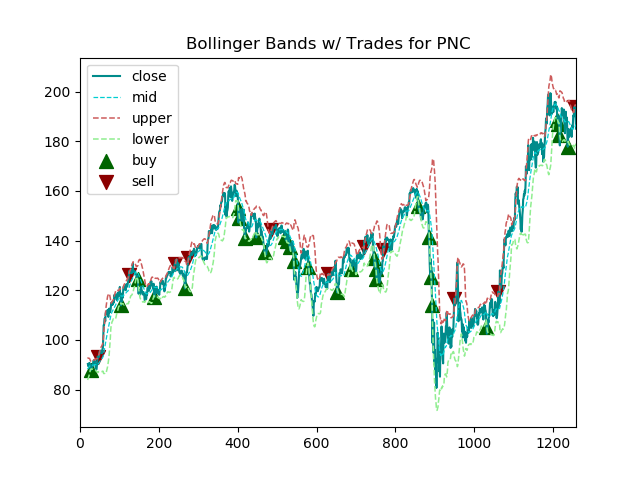 Bollinger Bands w/ Trades for PNC
close
mid
upper
lower
buy
sell
200
180
160
140
120
100
80
0 200 400 600 800 1000 1200